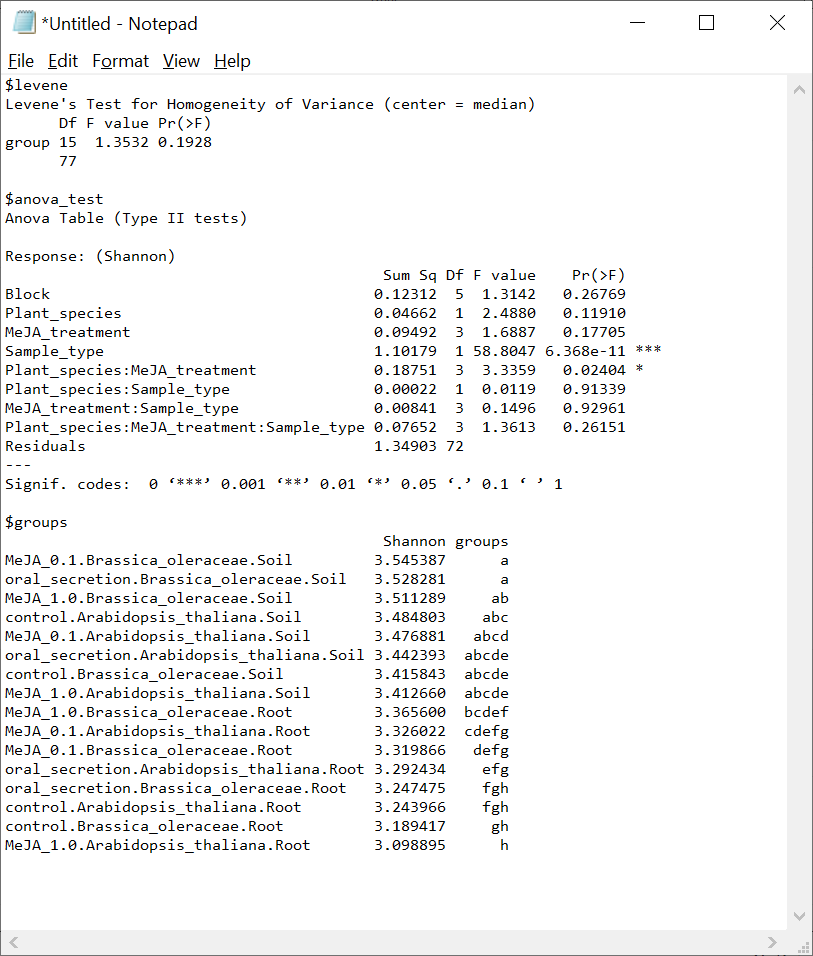 *Untitled - Notepad
File Edit Format View Help
$levene
Levene's Test for Homogeneity of Variance (center = median)
      Df F value Pr(>F)
group 15  1.3532 0.1928
      77

$anova_test
Anova Table (Type II tests)

Response: (Shannon)
                                          Sum Sq Df F value    Pr(>F)
Block                                    0.12312  5  1.3142   0.26769
Plant_species                            0.04662  1  2.4880   0.11910
MeJA_treatment                           0.09492  3  1.6887   0.17705
Sample_type                              1.10179  1 58.8047 6.368e-11 ***
Plant_species:MeJA_treatment             0.18751  3  3.3359   0.02404 *
Plant_species:Sample_type                0.00022  1  0.0119   0.91339
MeJA_treatment:Sample_type               0.00841  3  0.1496   0.92961
Plant_species:MeJA_treatment:Sample_type 0.07652  3  1.3613   0.26151
Residuals                                1.34903 72
---
Signif. codes:  0 ‘***’ 0.001 ‘**’ 0.01 ‘*’ 0.05 ‘.’ 0.1 ‘ ’ 1

$groups
                                          Shannon groups
MeJA_0.1.Brassica_oleraceae.Soil         3.545387      a
oral_secretion.Brassica_oleraceae.Soil   3.528281      a
MeJA_1.0.Brassica_oleraceae.Soil         3.511289     ab
control.Arabidopsis_thaliana.Soil        3.484803    abc
MeJA_0.1.Arabidopsis_thaliana.Soil       3.476881   abcd
oral_secretion.Arabidopsis_thaliana.Soil 3.442393  abcde
control.Brassica_oleraceae.Soil          3.415843  abcde
MeJA_1.0.Arabidopsis_thaliana.Soil       3.412660  abcde
MeJA_1.0.Brassica_oleraceae.Root         3.365600  bcdef
MeJA_0.1.Arabidopsis_thaliana.Root       3.326022  cdefg
MeJA_0.1.Brassica_oleraceae.Root         3.319866   defg
oral_secretion.Arabidopsis_thaliana.Root 3.292434    efg
oral_secretion.Brassica_oleraceae.Root   3.247475    fgh
control.Arabidopsis_thaliana.Root        3.243966    fgh
control.Brassica_oleraceae.Root          3.189417     gh
MeJA_1.0.Arabidopsis_thaliana.Root       3.098895      h